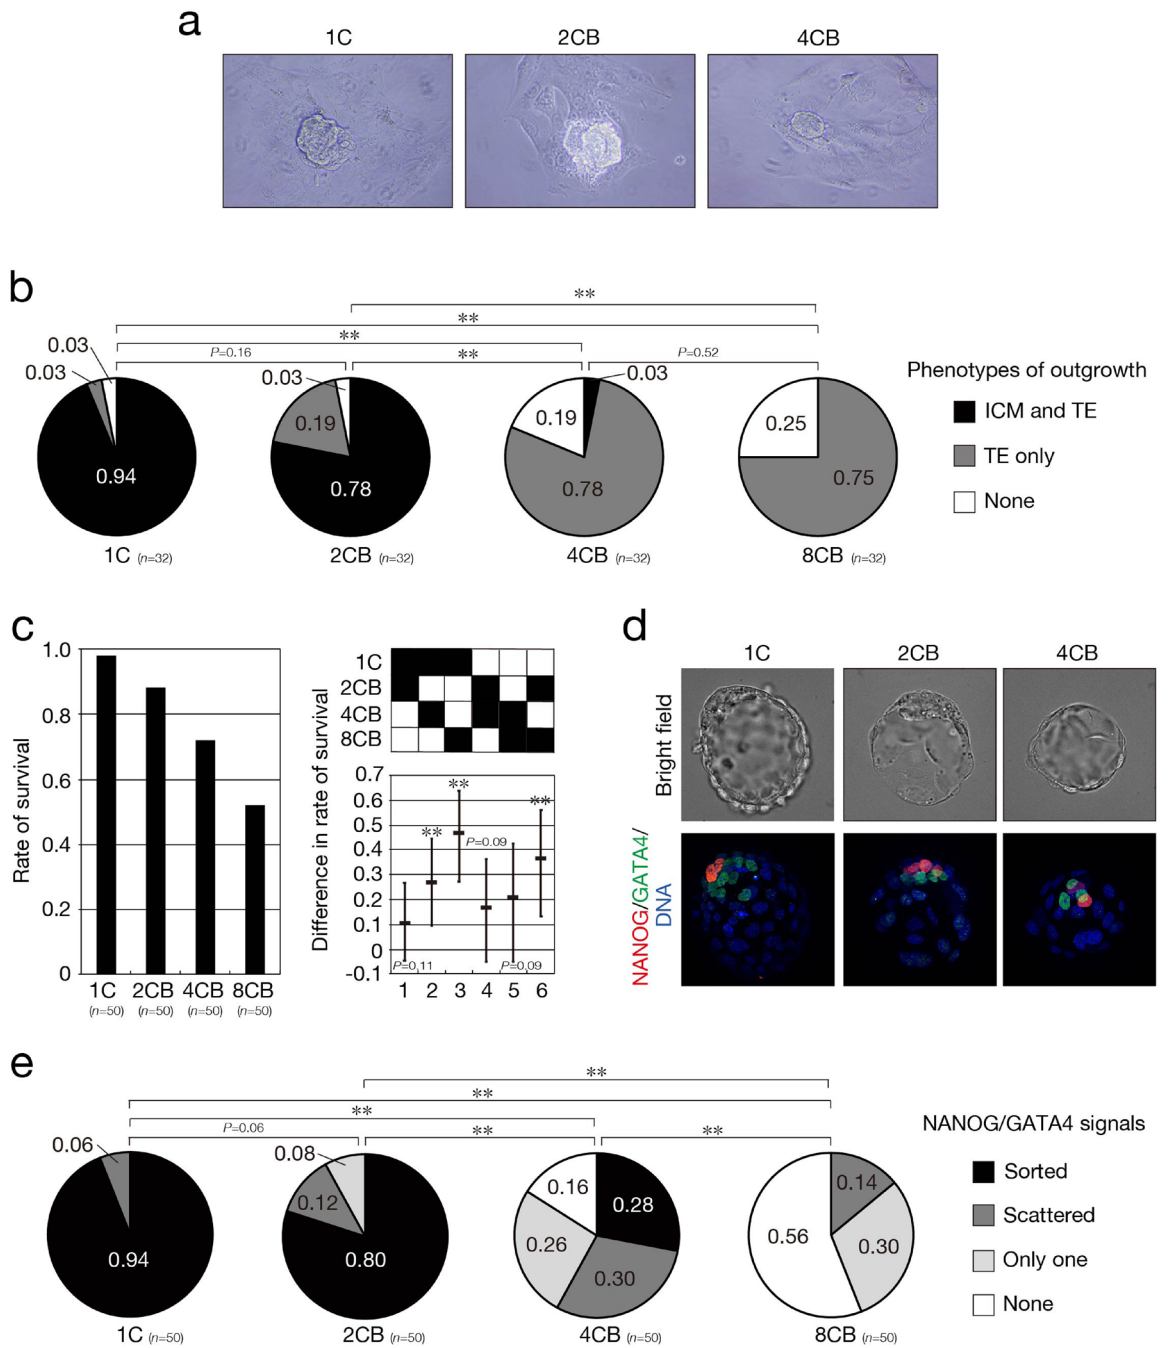 a
1C 2CB 4CB
b
**
**
**
P=0.16 ** P=0.52
0.03
0.03
0.94
1C (n=32)
0.03
0.19
0.78
2CB (n=32)
0.03
0.19
0.78
4CB (n=32)
0.25
0.75
8CB (n=32)
Phenotypes of outgrowth
ICM and TE
TE only
None
c
Rate of survival
1.0
0.8
0.6
0.4
0.2
0
1C 2CB 4CB 8CB
(n=50) (n=50) (n=50) (n=50)
1C
2CB
4CB
8CB
Difference in rate of survival
0.7
0.6
0.5
0.4
0.3
0.2
0.1
0
-0.1
**
**
**
P=0.09
P=0.11 P=0.09
1 2 3 4 5 6
d
1C 2CB 4CB
Bright field
NANOG/GATA4/
DNA
e
**
**
**
P=0.06 ** **
0.06
0.94
1C (n=50)
0.08
0.12
0.80
2CB (n=50)
0.16
0.28
0.26
0.30
4CB (n=50)
0.14
0.56
0.30
8CB (n=50)
NANOG/GATA4 signals
Sorted
Scattered
Only one
None